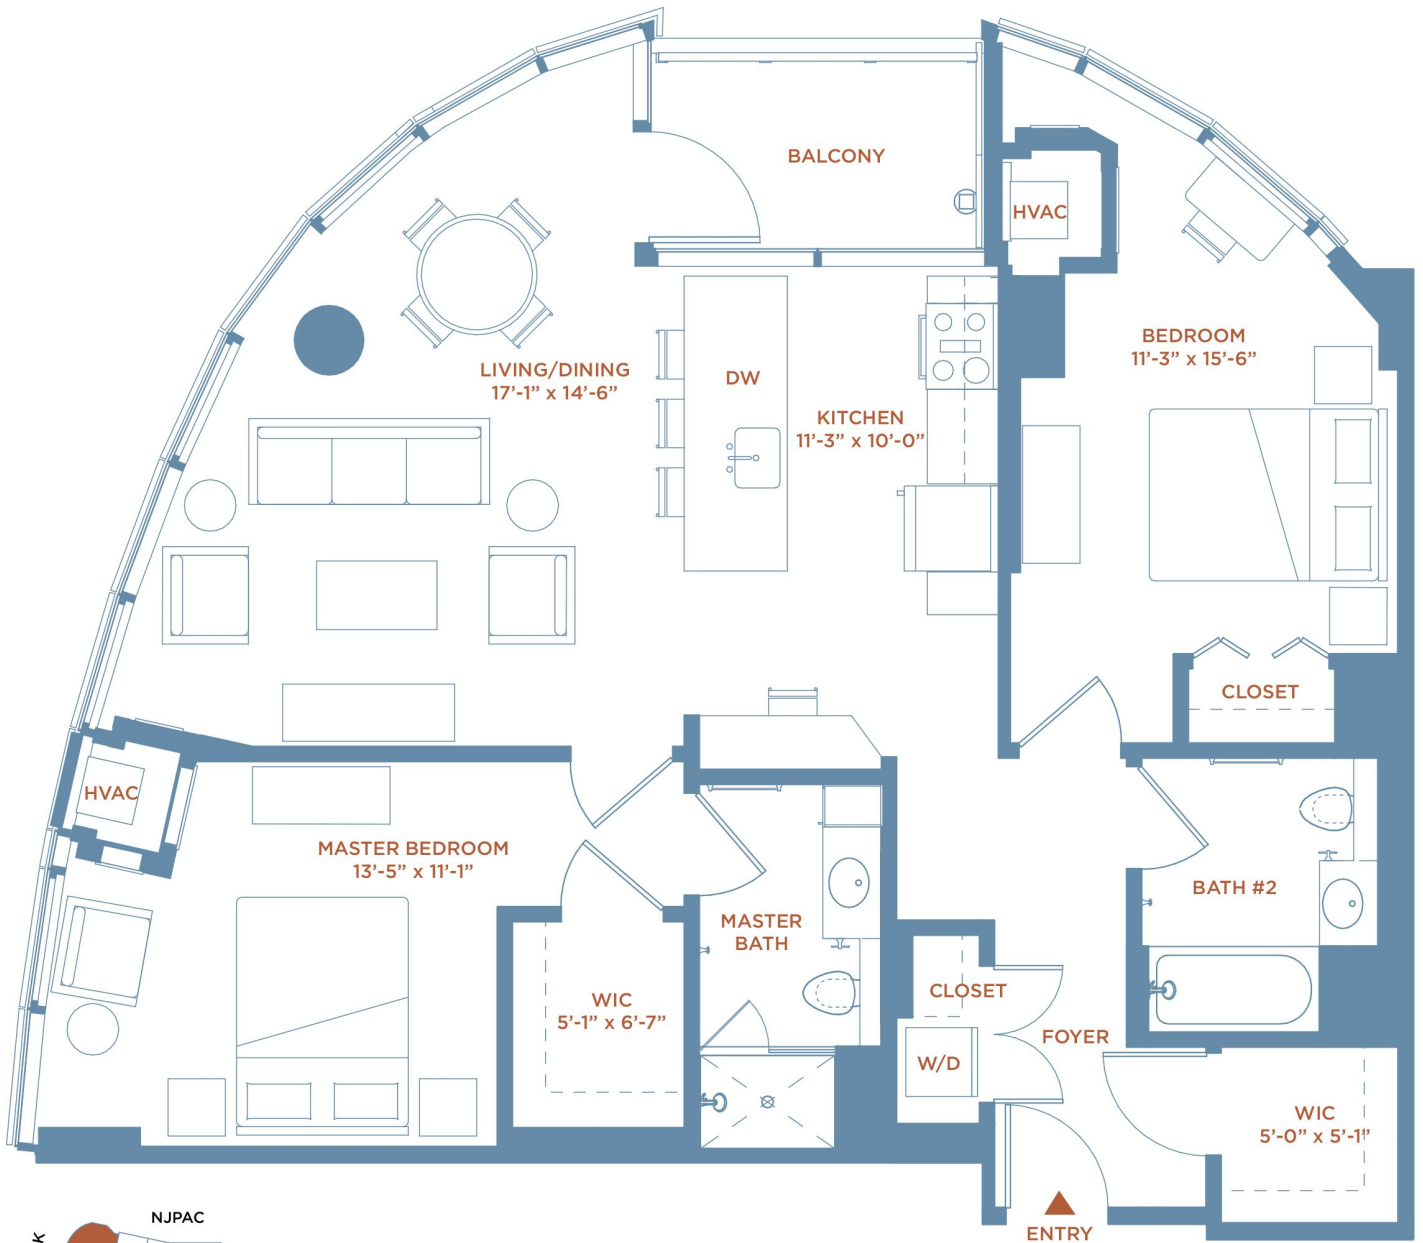 BALCONY
HVAC
BEDROOM
11'-3" x 15'-6"
LIVING/DINING
17'-1" x 14'-6"
DW
KITCHEN
11'-3" x 10'-0"
CLOSET
HVAC
MASTER BEDROOM
13'-5" x 11'-1"
BATH #2
MASTER
BATH
CLOSET
WIC
5'-1" x 6'-7"
FOYER
W/D
WIC
5'-0" x 5'-1"
NJPAC
ENTRY